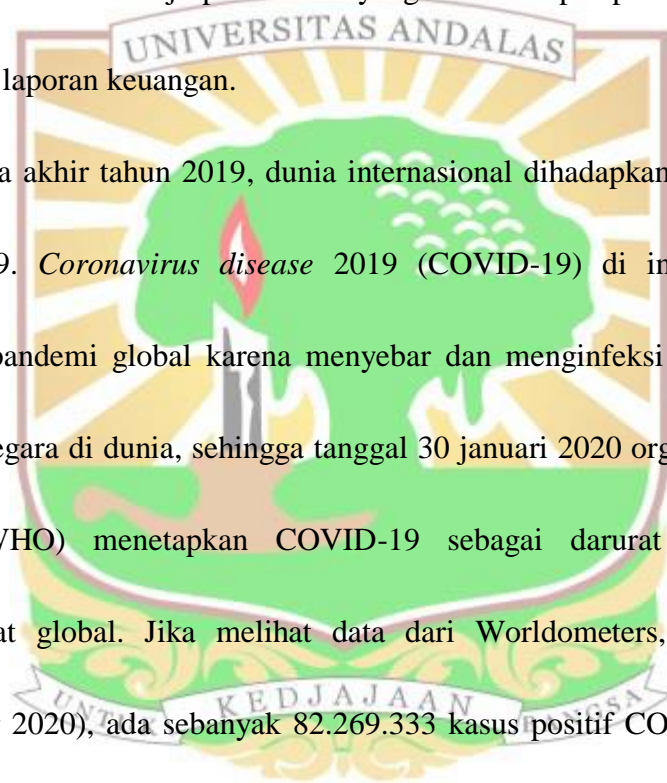 UNIVERSITAS ANDALAS
laporan keuangan.
a akhir tahun 2019, dunia internasional dihadapkan
9. Coronavirus disease 2019 (COVID-19) di in
pandemi global karena menyebar dan menginfeksi
egara di dunia, sehingga tanggal 30 januari 2020 org
VHO) menetapkan COVID-19 sebagai darurat
at global. Jika melihat data dari Worldometers,
2020), ada sebanyak 82.269.333 kasus positif CO
UNTUK KEDJAJAAN BANGSA